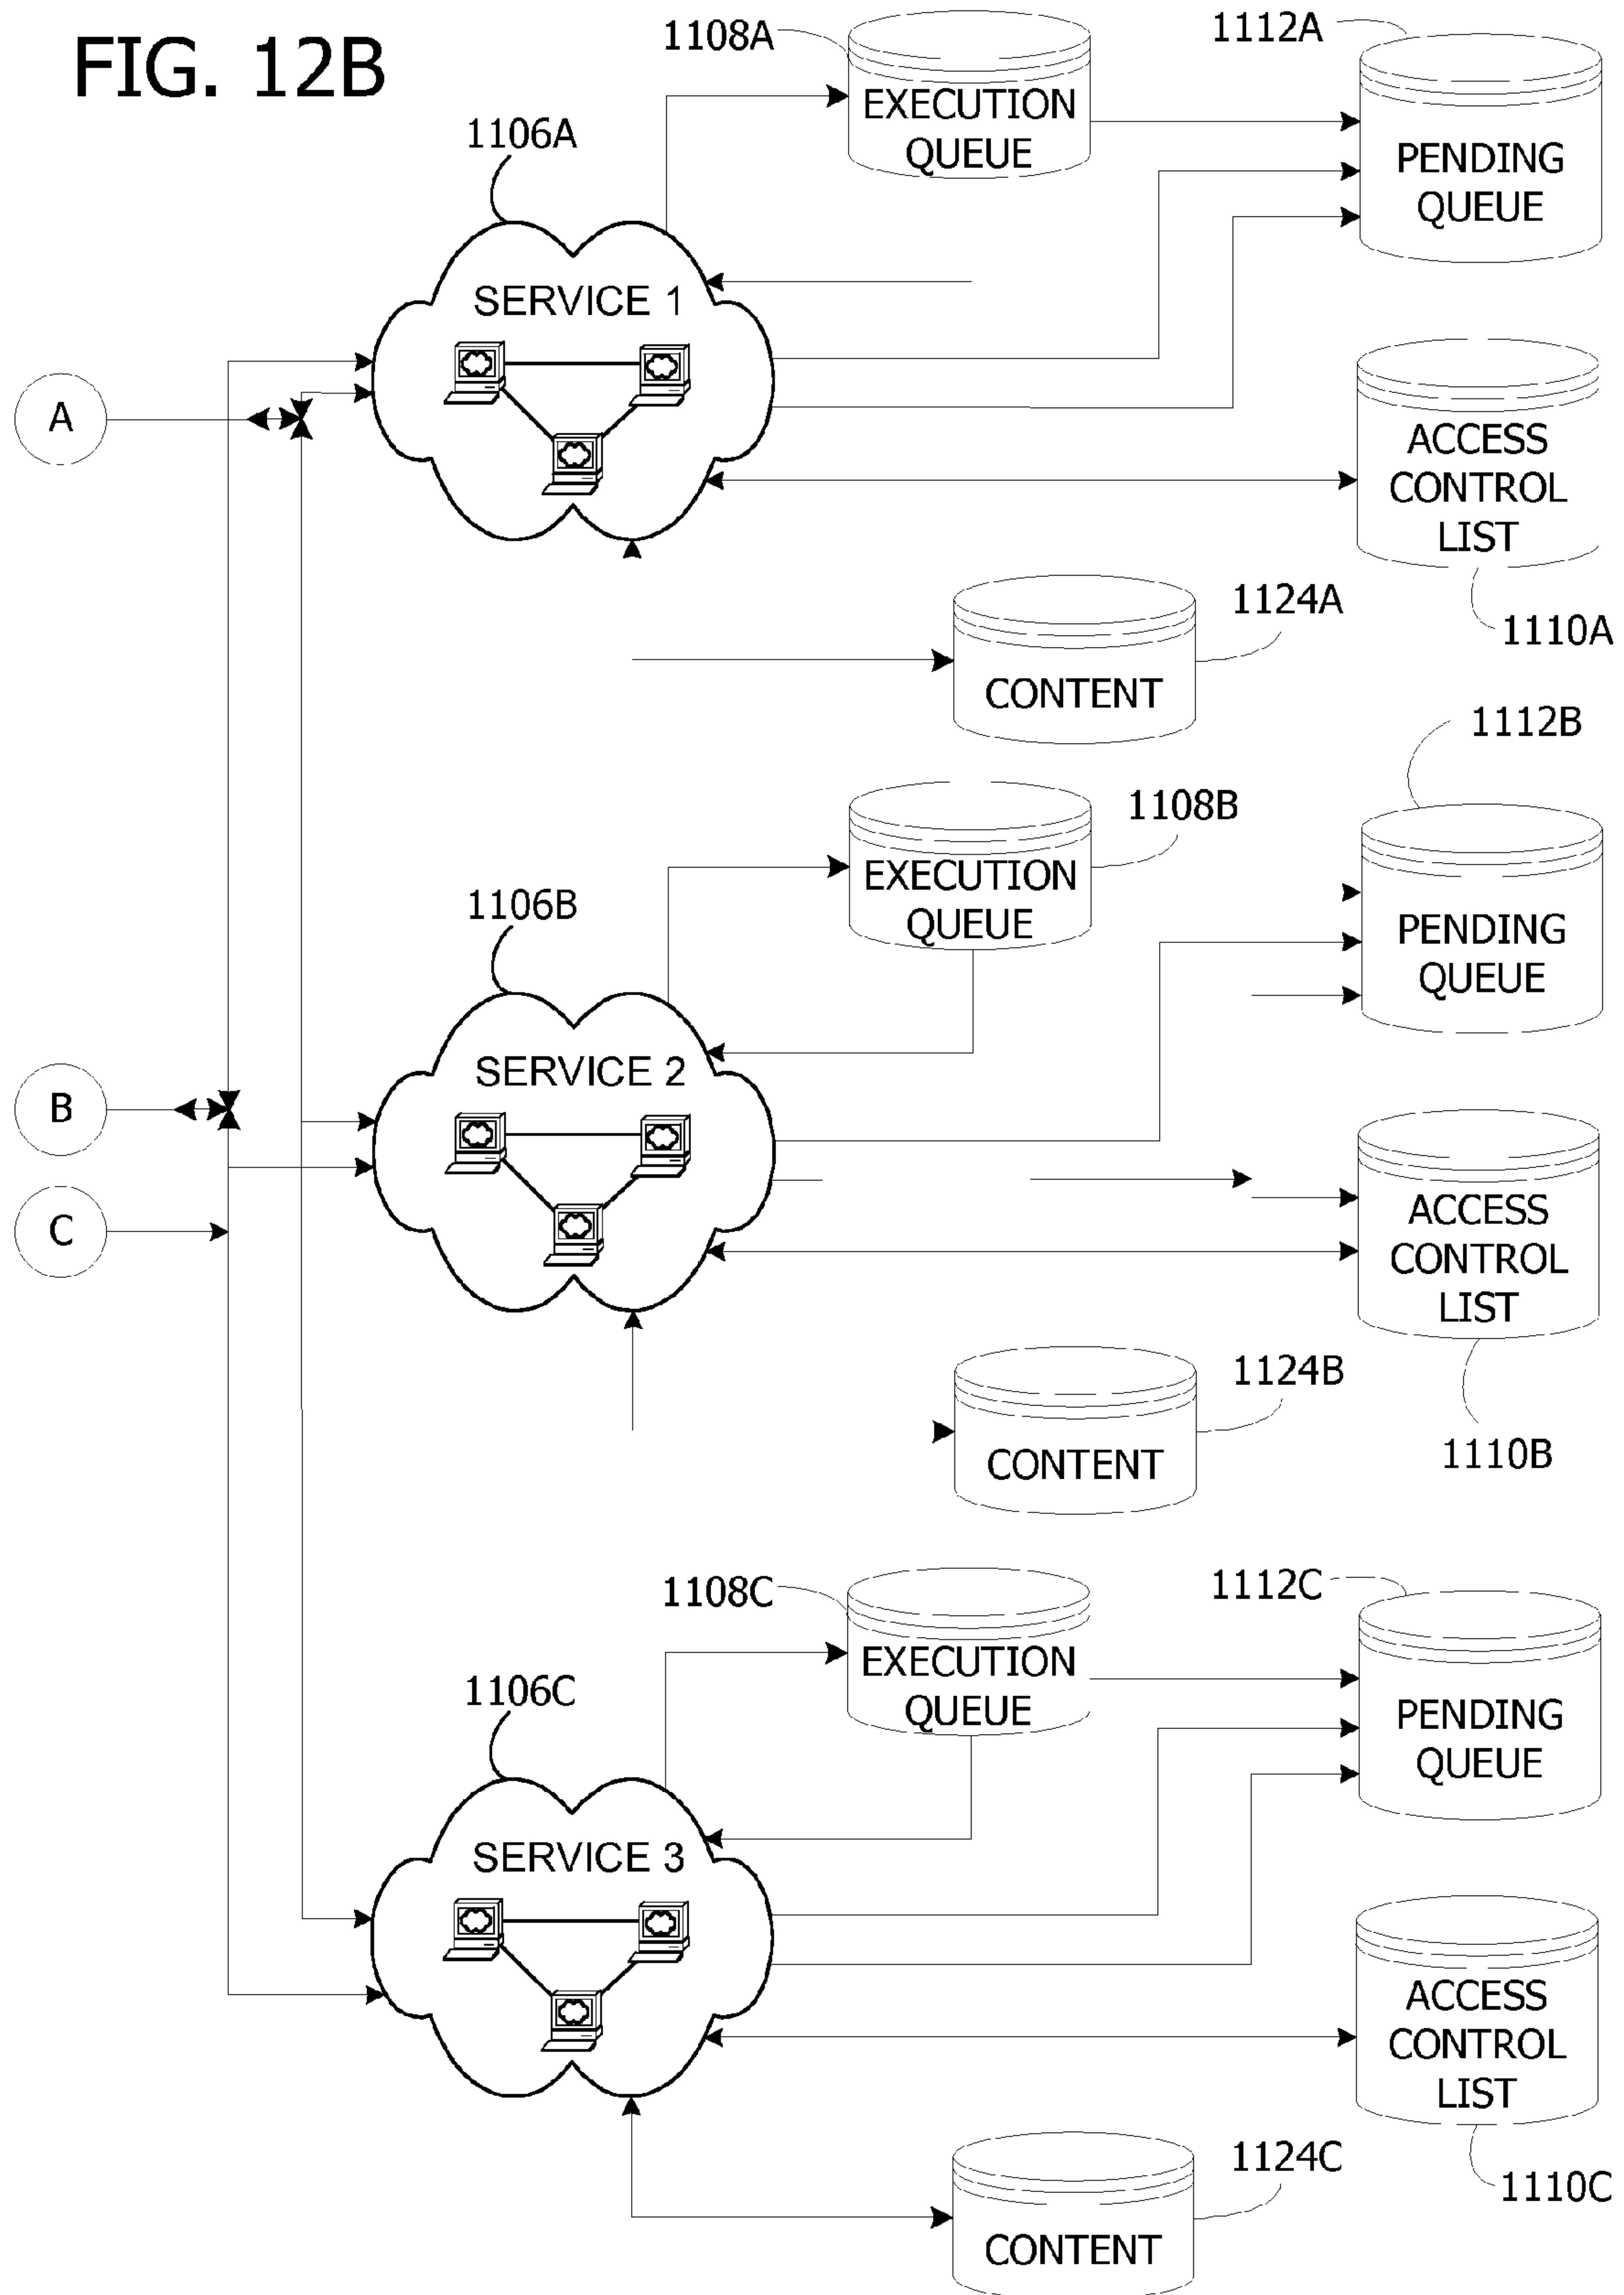 FIG. 12B
1108A
1112A
EXECUTION
QUEUE
PENDING
QUEUE
1106A
SERVICE 1
A
ACCESS
CONTROL
LIST
1110A
1124A
CONTENT
1112B
1108B
EXECUTION
QUEUE
PENDING
QUEUE
1106B
SERVICE 2
B
C
ACCESS
CONTROL
LIST
1110B
1124B
CONTENT
1108C
1112C
EXECUTION
QUEUE
PENDING
QUEUE
1106C
SERVICE 3
ACCESS
CONTROL
LIST
1110C
1124C
CONTENT